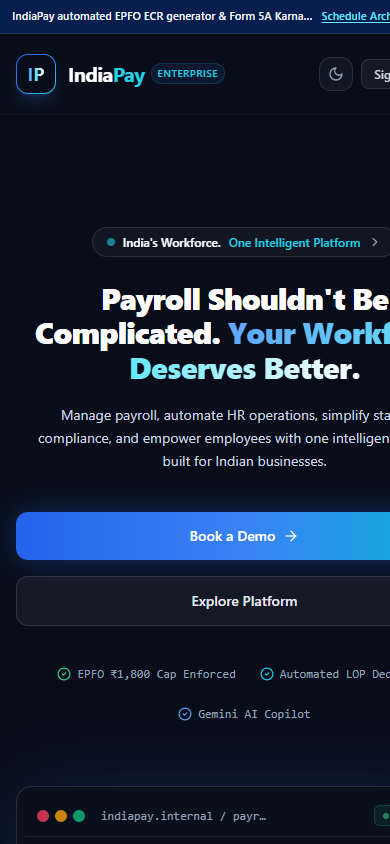 IndiaPay automated EPFO ECR generator & Form 5A Karna... Schedule Arch
IP IndiaPay ENTERPRISE Sig
India's Workforce. One Intelligent Platform
Payroll Shouldn't Be
Complicated. Your Workf
Deserves Better.
Manage payroll, automate HR operations, simplify sta
compliance, and empower employees with one intelligent
built for Indian businesses.
Book a Demo →
Explore Platform
EPFO ₹1,800 Cap Enforced Automated LOP Ded
Gemini AI Copilot
indiapay.internal / payr…